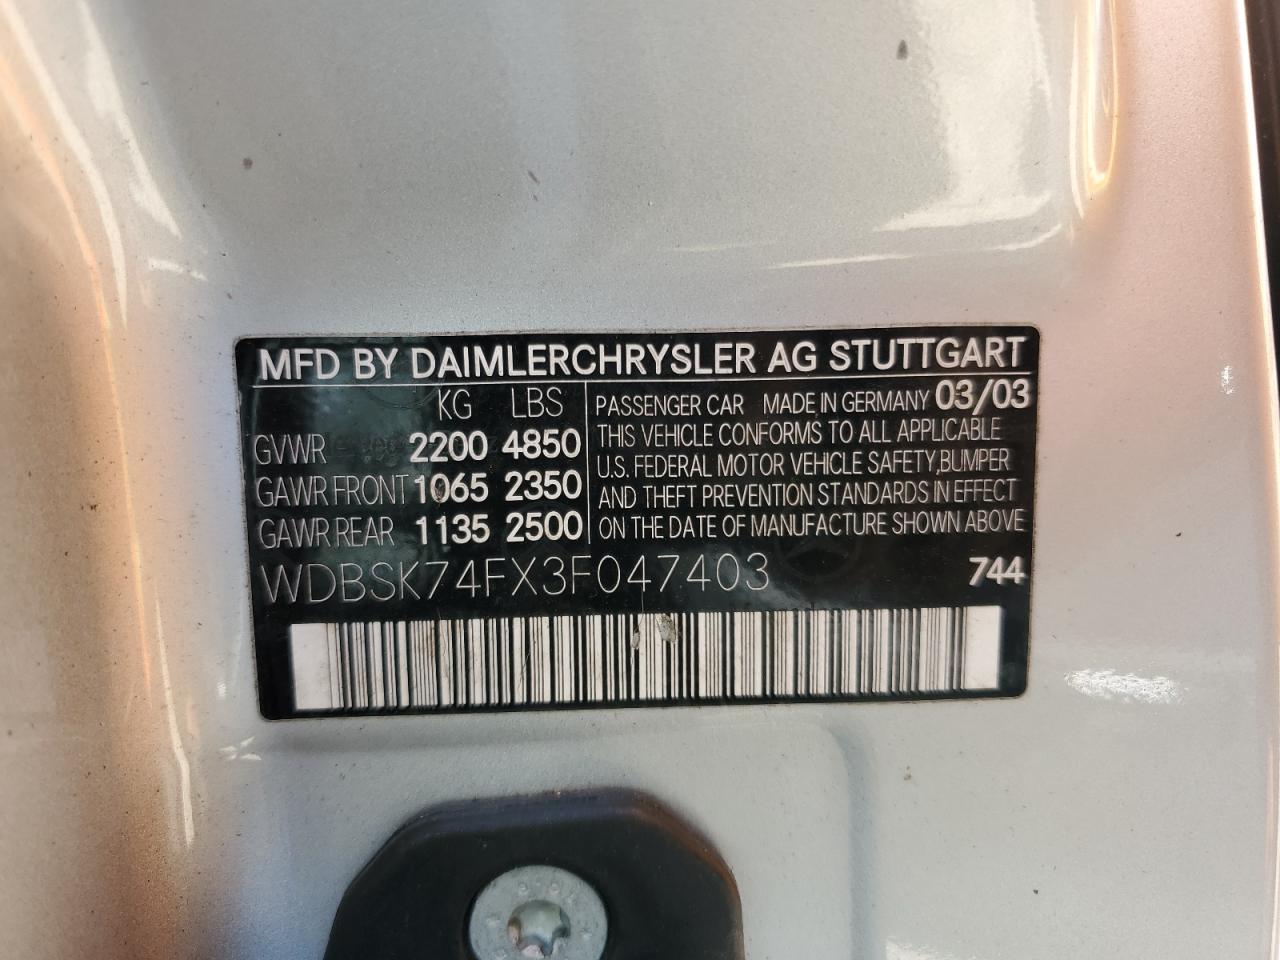 MFD BY DAIMLERCHRYSLER AG STUTTGART
KG LBS
GVWR 2200 4850
GAWR FRONT 1065 2350
GAWR REAR 1135 2500
PASSENGER CAR MADE IN GERMANY 03/03
THIS VEHICLE CONFORMS TO ALL APPLICABLE
U.S. FEDERAL MOTOR VEHICLE SAFETY,BUMPER
AND THEFT PREVENTION STANDARDS IN EFFECT
ON THE DATE OF MANUFACTURE SHOWN ABOVE
WDBSK74FX3F047403 744